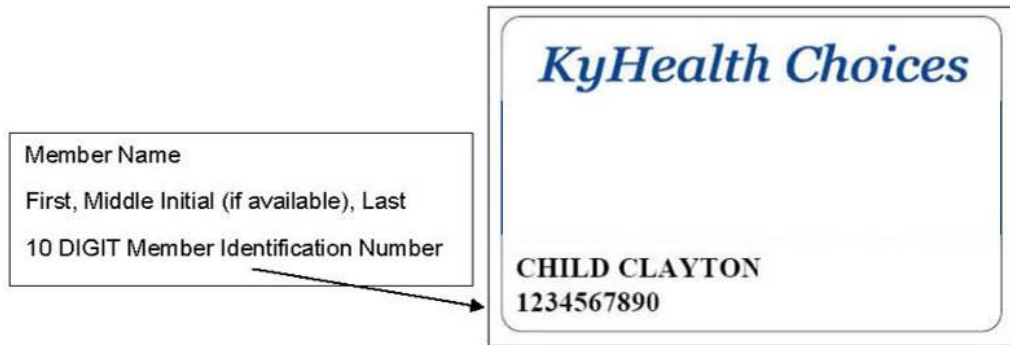 KyHealth Choices
Member Name
First, Middle Initial (if available), Last
10 DIGIT Member Identification Number
CHILD CLAYTON
1234567890